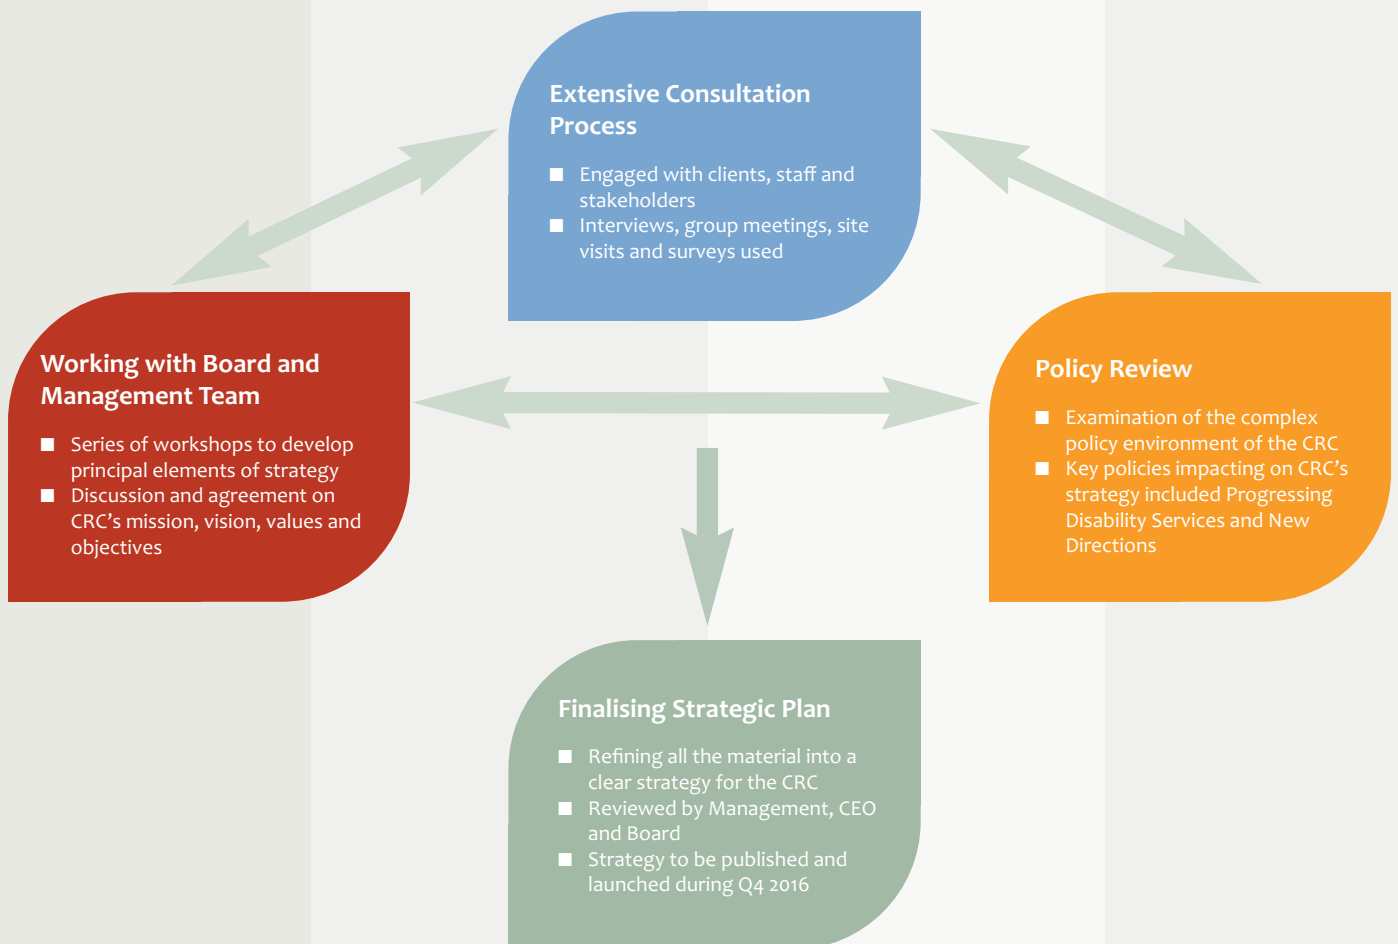 Extensive Consultation
Process
■ Engaged with clients, staff and
stakeholders
■ Interviews, group meetings, site
visits and surveys used
Working with Board and
Management Team
■ Series of workshops to develop
principal elements of strategy
■ Discussion and agreement on
CRC’s mission, vision, values and
objectives
Policy Review
■ Examination of the complex
policy environment of the CRC
■ Key policies impacting on CRC’s
strategy included Progressing
Disability Services and New
Directions
Finalising Strategic Plan
■ Refining all the material into a
clear strategy for the CRC
■ Reviewed by Management, CEO
and Board
■ Strategy to be published and
launched during Q4 2016